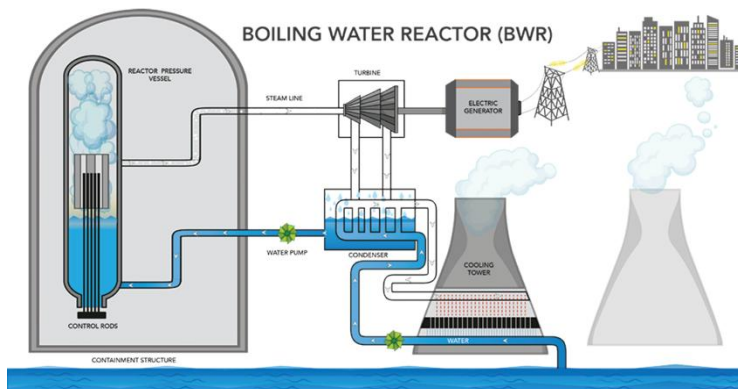 BOILING WATER REACTOR (BWR)
REACTOR PRESSURE
VESSEL
STEAM LINE
TURBINE
ELECTRIC
GENERATOR
WATER PUMP
CONDENSER
COOLING
TOWER
CONTROL RODS
WATER
CONTAINMENT STRUCTURE